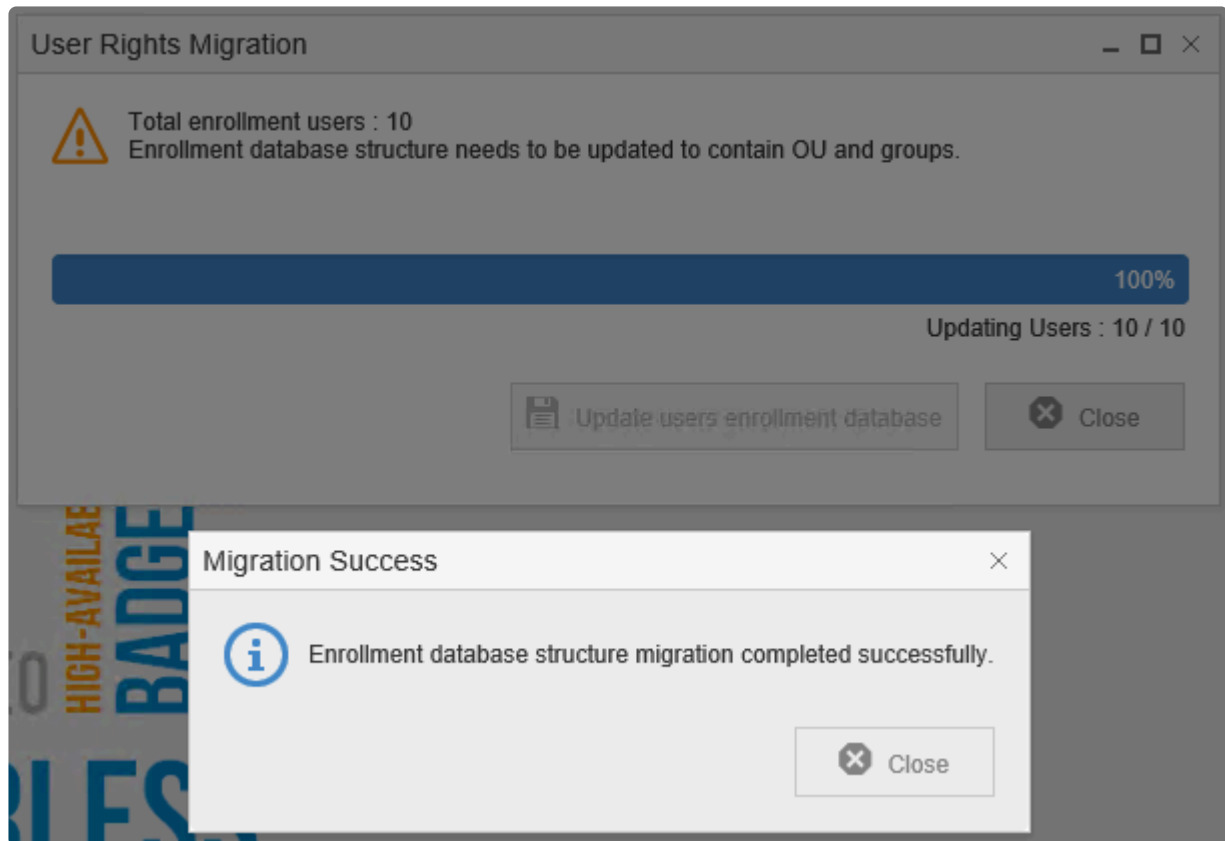 User Rights Migration
Total enrollment users : 10
Enrollment database structure needs to be updated to contain OU and groups.
100%
Updating Users : 10 / 10
Update users enrollment database
Close
HIGH-AVAILAB
BADGE
Migration Success
Enrollment database structure migration completed successfully.
Close